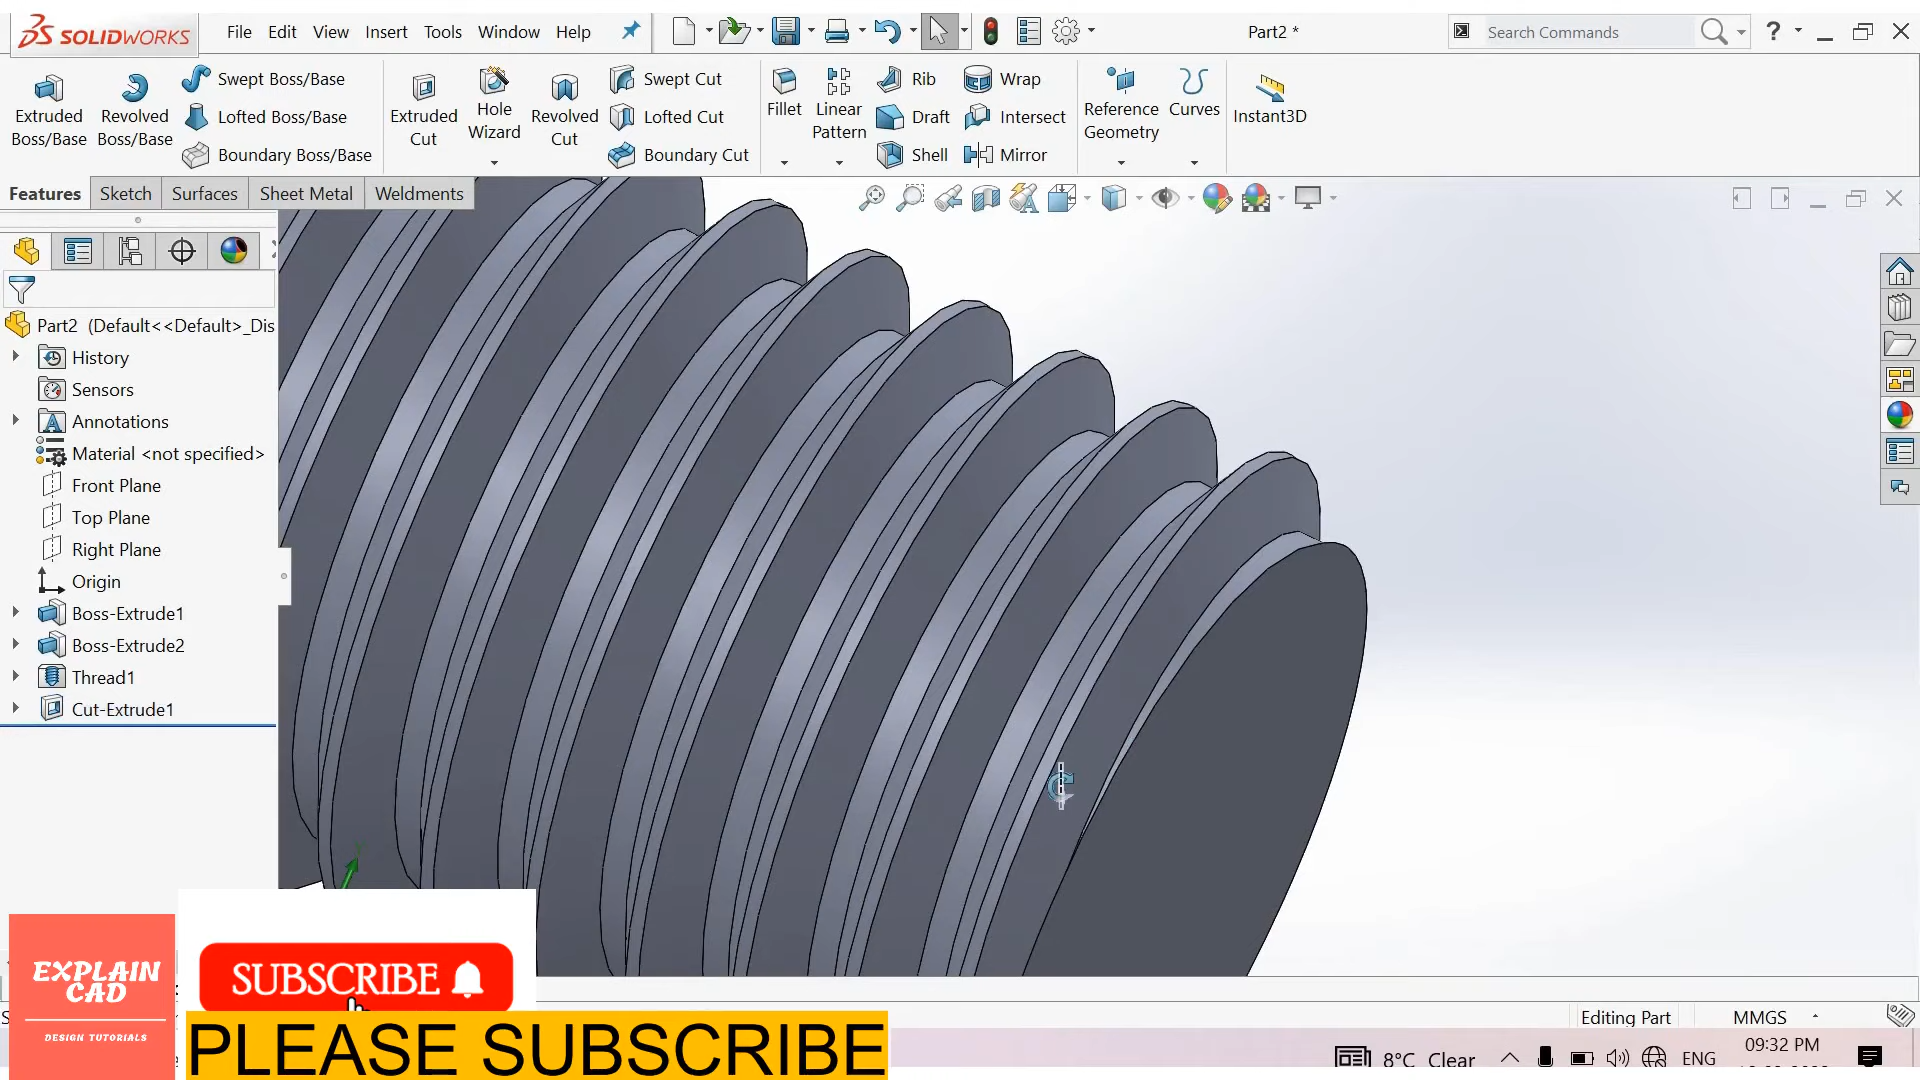 SOLIDWORKS File Edit View Insert Tools Window Help Part2 * Search Commands ?
Extruded Boss/Base
Revolved Boss/Base
Swept Boss/Base
Lofted Boss/Base
Boundary Boss/Base
Extruded Cut
Hole Wizard
Revolved Cut
Swept Cut
Lofted Cut
Boundary Cut
Fillet
Linear Pattern
Rib
Draft
Shell
Wrap
Intersect
Mirror
Reference Geometry
Curves
Instant3D
Features Sketch Surfaces Sheet Metal Weldments
Part2 (Default<<Default>_Dis
History
Sensors
Annotations
Material <not specified>
Front Plane
Top Plane
Right Plane
Origin
Boss-Extrude1
Boss-Extrude2
Thread1
Cut-Extrude1
EXPLAIN
CAD
DESIGN TUTORIALS
SUBSCRIBE
PLEASE SUBSCRIBE
Editing Part MMGS
8°C Clear ENG 09:32 PM